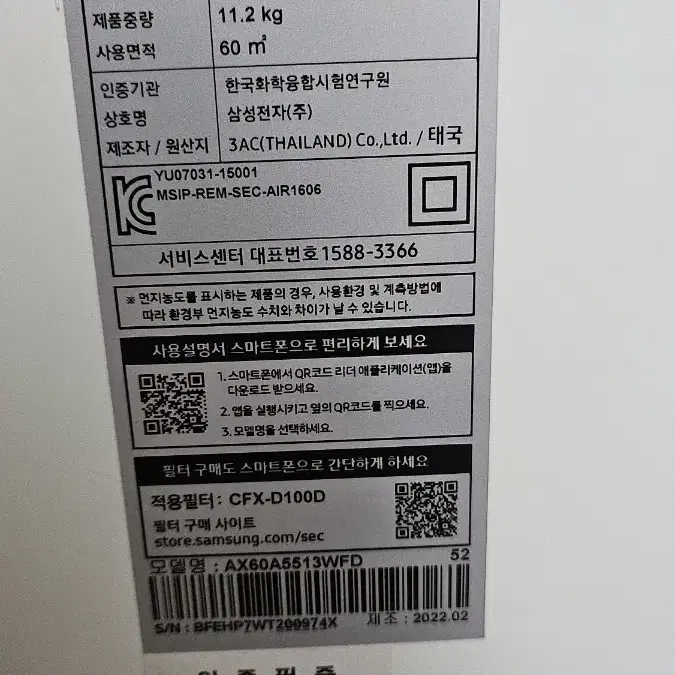 제품중량 11.2 kg
사용면적 60 ㎡
인증기관 한국화학융합시험연구원
상호명 삼성전자(주)
제조자 / 원산지 3AC(THAILAND) Co.,Ltd. / 태국
YU07031-15001
MSIP-REM-SEC-AIR1606
서비스센터 대표번호 1588-3366
※ 먼지농도를 표시하는 제품의 경우, 사용환경 및 계측방법에
따라 환경부 먼지농도 수치와 차이가 날 수 있습니다.
사용설명서 스마트폰으로 편리하게 보세요
1. 스마트폰에서 QR코드 리더 애플리케이션(앱)을
다운로드 받으세요.
2. 앱을 실행시키고 옆의 QR코드를 찍으세요.
3. 모델명을 선택하세요.
필터 구매도 스마트폰으로 간단하게 하세요
적용필터: CFX-D100D
필터 구매 사이트
store.samsung.com/sec
모델명 : AX60A5513WFD 52
S/N : BFEHP7WT200974X 제조 : 2022.02